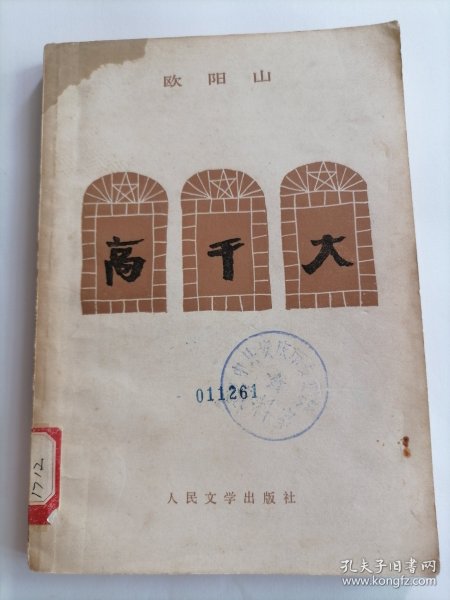 欧阳山
高干大
011261
1712
人民文学出版社
孔夫子旧书网
www.kongfz.com